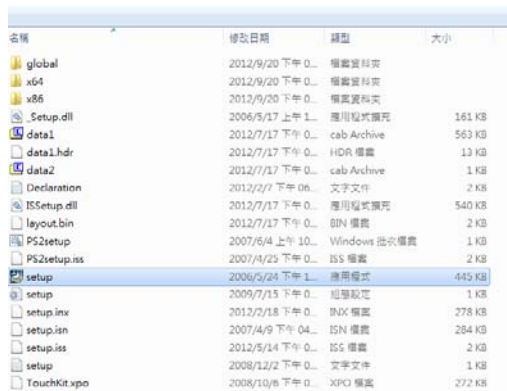 名稱 修改日期 類型 大小
global 2012/9/20 下午 0... 檔案資料夾
x64 2012/9/20 下午 0... 檔案資料夾
x86 2012/9/20 下午 0... 檔案資料夾
_Setup.dll 2006/5/17 上午 1... 應用程式擴充 161 KB
data1 2012/7/17 下午 0... cab Archive 563 KB
data1.hdr 2012/7/17 下午 0... HDR 檔案 13 KB
data2 2012/7/17 下午 0... cab Archive 1 KB
Declaration 2012/2/7 下午 06... 文字文件 2 KB
ISSetup.dll 2012/7/17 下午 0... 應用程式擴充 540 KB
layout.bin 2012/7/17 下午 0... BIN 檔案 2 KB
PS2setup 2007/6/4 上午 10... Windows 批次檔案 1 KB
PS2setup.iss 2007/4/25 下午 0... ISS 檔案 2 KB
setup 2006/5/24 下午 1... 應用程式 445 KB
setup 2009/7/15 下午 0... 組態設定 1 KB
setup.inx 2012/2/18 下午 0... INX 檔案 278 KB
setup.isn 2007/4/9 下午 04... ISN 檔案 284 KB
setup.iss 2012/5/14 下午 0... ISS 檔案 2 KB
setup 2008/12/2 下午 0... 文字文件 1 KB
TouchKit.xpo 2008/10/6 下午 0... XPO 檔案 272 KB